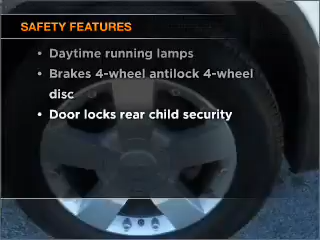 SAFETY FEATURES
• Daytime running lamps
• Brakes 4-wheel antilock 4-wheel
disc
• Door locks rear child security